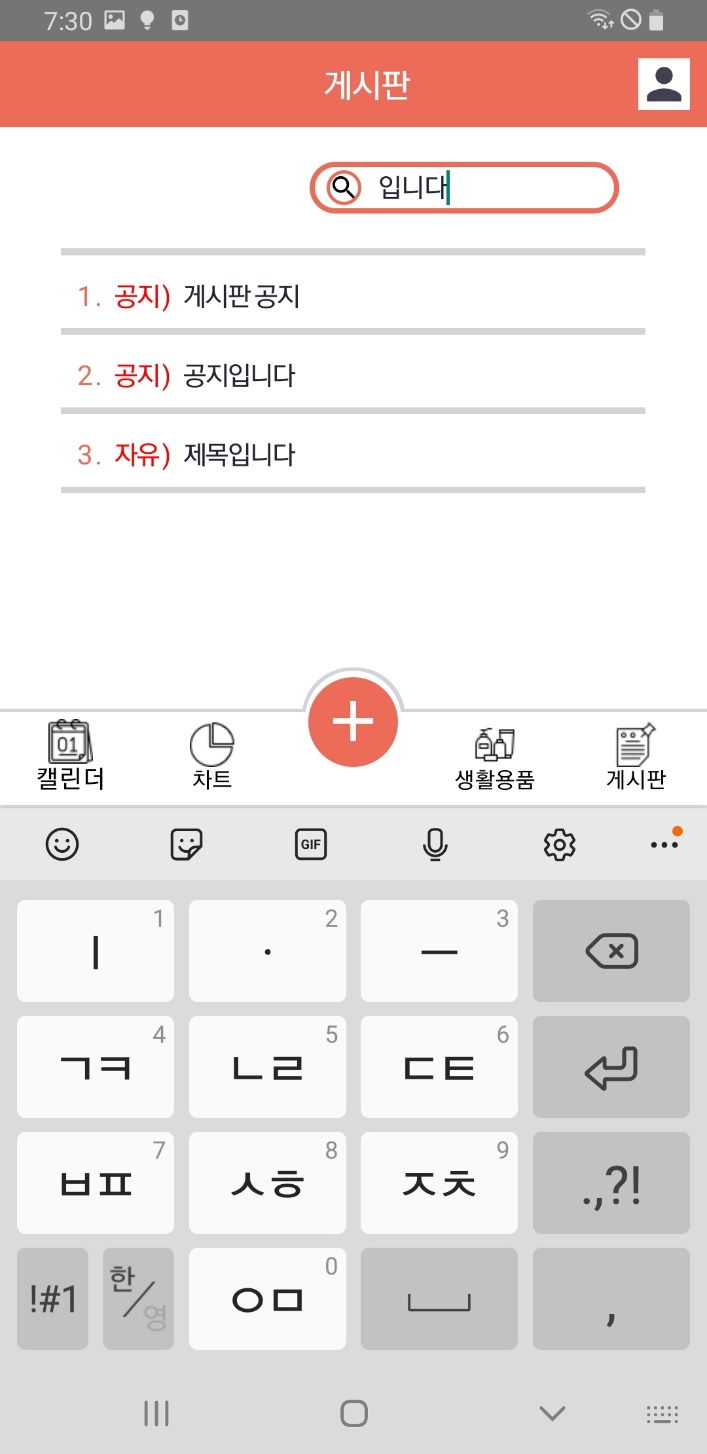 7:30
게시판
입니다
1. 공지) 게시판 공지
2. 공지) 공지입니다
3. 자유) 제목입니다
01
캘린더 차트 생활용품 게시판
GIF
ㅣ 1 · 2 ㅡ 3
ㄱㅋ 4 ㄴㄹ 5 ㄷㅌ 6
ㅂㅍ 7 ㅅㅎ 8 ㅈㅊ 9 .,?!
!#1 한/영 ㅇㅁ 0 ,